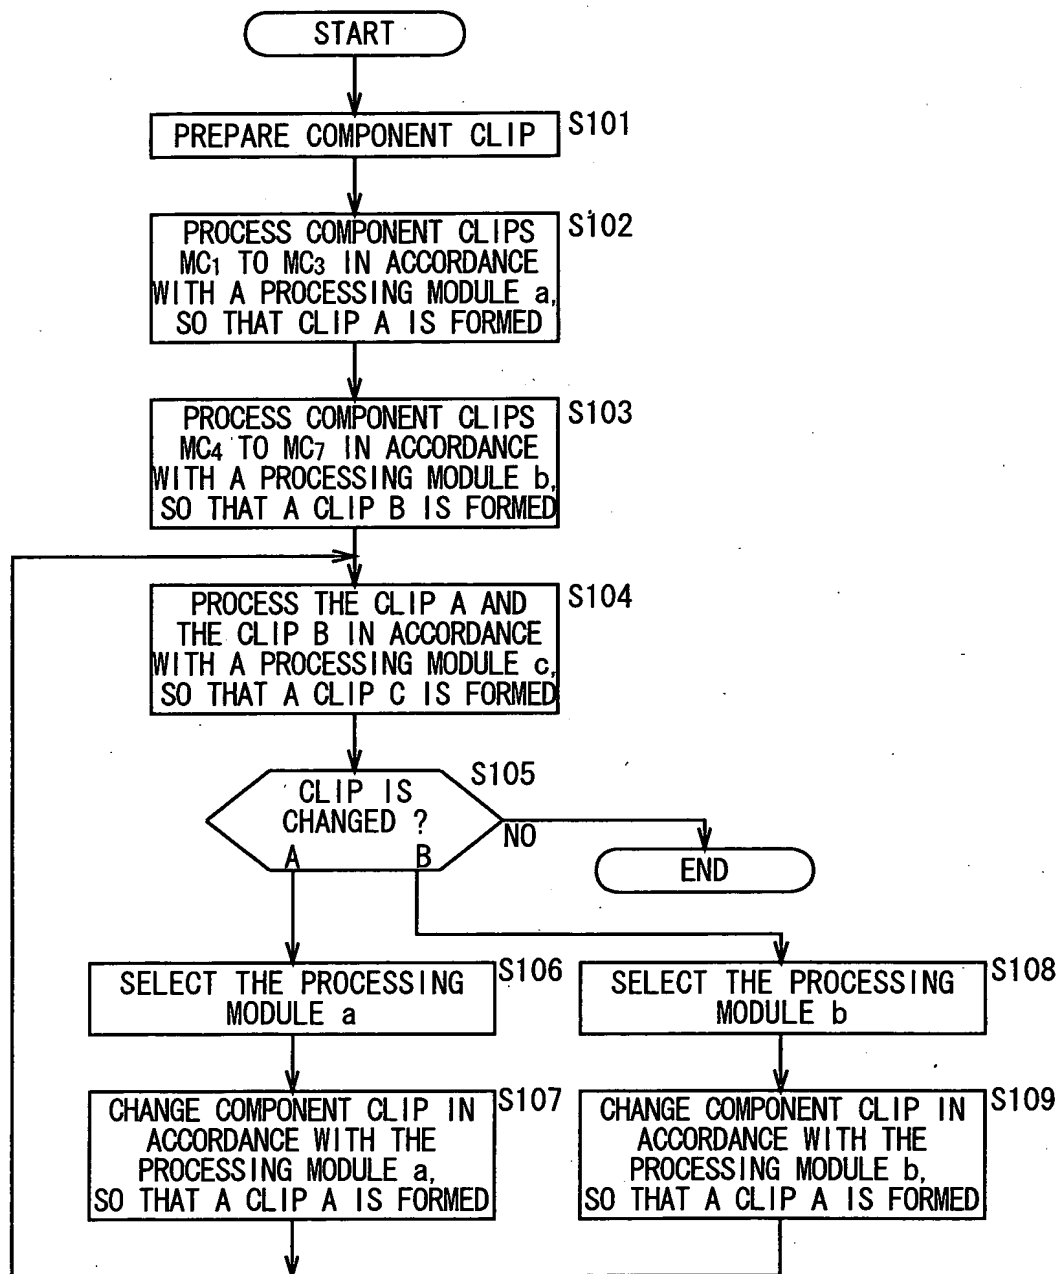 START
PREPARE COMPONENT CLIP
S101
PROCESS COMPONENT CLIPS
MC1 TO MC3 IN ACCORDANCE
WITH A PROCESSING MODULE a,
SO THAT CLIP A IS FORMED
S102
PROCESS COMPONENT CLIPS
MC4 TO MC7 IN ACCORDANCE
WITH A PROCESSING MODULE b,
SO THAT A CLIP B IS FORMED
S103
PROCESS THE CLIP A AND
THE CLIP B IN ACCORDANCE
WITH A PROCESSING MODULE c,
SO THAT A CLIP C IS FORMED
S104
CLIP IS
CHANGED ?
S105
A
B
NO
END
SELECT THE PROCESSING
MODULE a
S106
SELECT THE PROCESSING
MODULE b
S108
CHANGE COMPONENT CLIP IN
ACCORDANCE WITH THE
PROCESSING MODULE a,
SO THAT A CLIP A IS FORMED
S107
CHANGE COMPONENT CLIP IN
ACCORDANCE WITH THE
PROCESSING MODULE b,
SO THAT A CLIP A IS FORMED
S109